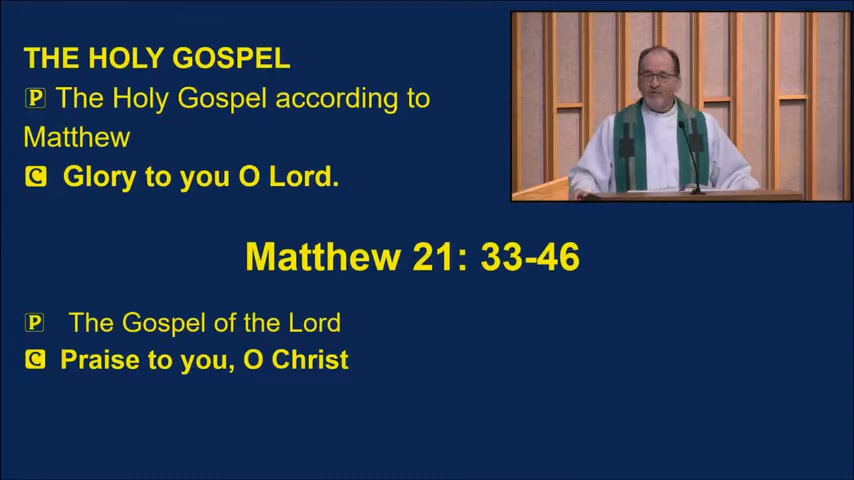 THE HOLY GOSPEL
P The Holy Gospel according to
Matthew
C Glory to you O Lord.
Matthew 21: 33-46
P The Gospel of the Lord
C Praise to you, O Christ